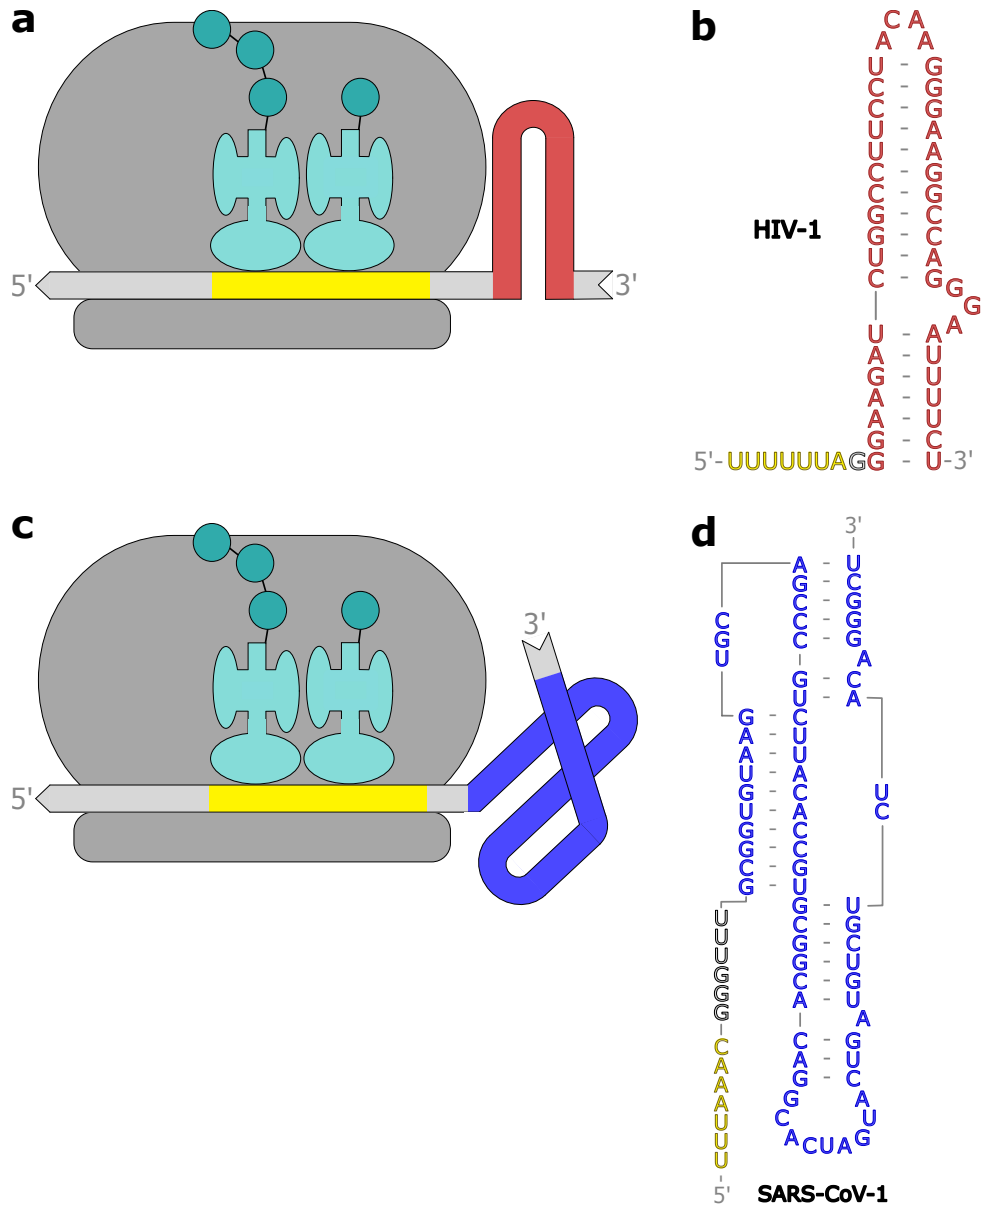 a
5'
3'
b
C A
A A
U - G
C - G
C - G
U - A
U - A
C - G
C - G
G - C
HIV-1
G - C
U - A
C - G
G
G
A
U - A
A - U
G - U
A - U
A - U
G - C
5'-UUUUUUAGG - U-3'
c
5'
3'
d
3'
A - U
G - C
C - G
C C - G
G C - G
U A
G C
U A
G - C
A - U
A - U
U - A
G - C U
U - A C
G - C
G - C
C - G
G - U
G - U
U C - G
U G - C
U G - U
G C - G
G A - U
G A
C C - G
A A - U
A G - C
A G A
U C U
U A C U A G
U
5'
SARS-CoV-1